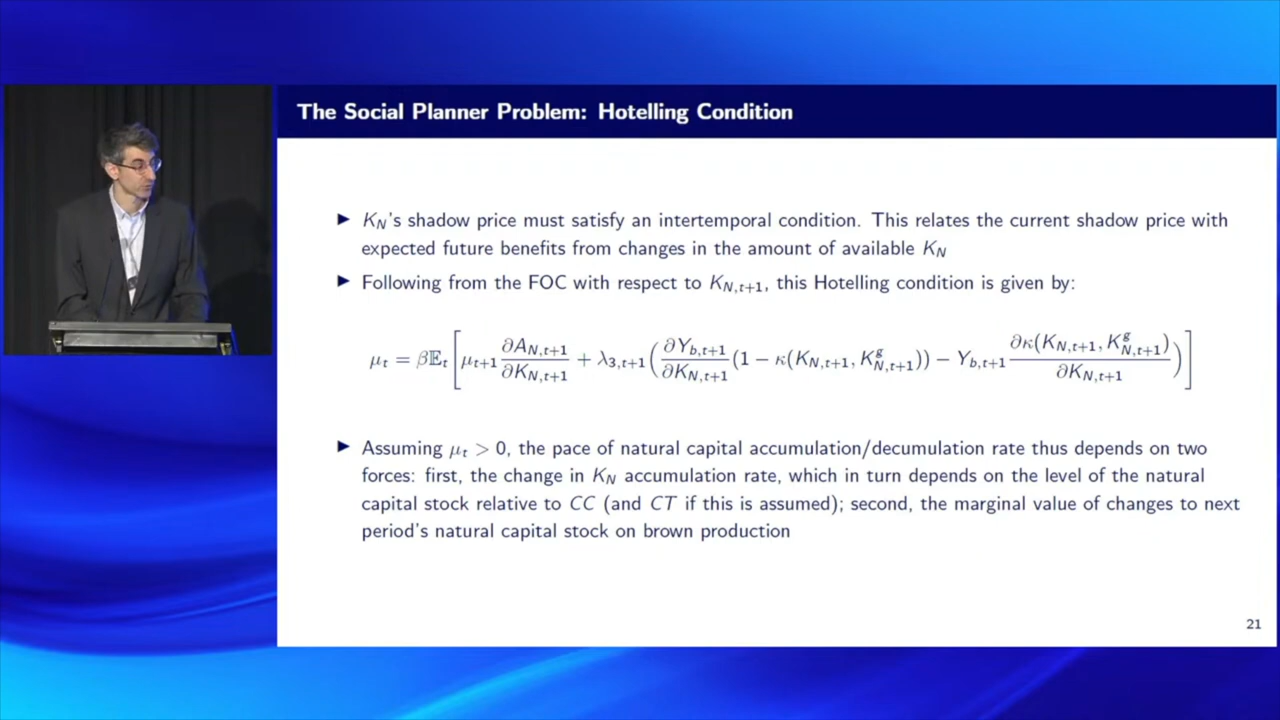 The Social Planner Problem: Hotelling Condition
▶ K_N's shadow price must satisfy an intertemporal condition. This relates the current shadow price with
expected future benefits from changes in the amount of available K_N
▶ Following from the FOC with respect to K_{N,t+1}, this Hotelling condition is given by:
μ_t = β𝔼_t[μ_{t+1} ∂A_{N,t+1}/∂K_{N,t+1} + λ_{3,t+1}(∂Y_{b,t+1}/∂K_{N,t+1} (1 − κ(K_{N,t+1}, K^g_{N,t+1})) − Y_{b,t+1} ∂κ(K_{N,t+1}, K^g_{N,t+1})/∂K_{N,t+1})]
▶ Assuming μ_t > 0, the pace of natural capital accumulation/decumulation rate thus depends on two
forces: first, the change in K_N accumulation rate, which in turn depends on the level of the natural
capital stock relative to CC (and CT if this is assumed); second, the marginal value of changes to next
period's natural capital stock on brown production
21